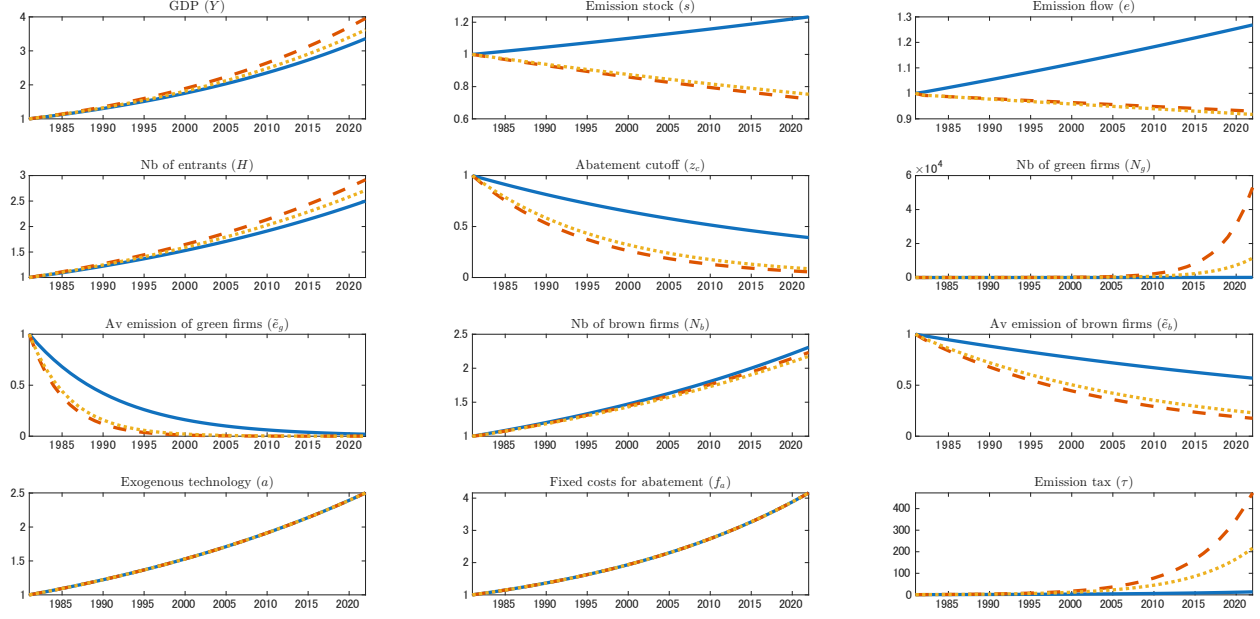 GDP (Y)
4
3
2
1
1985 1990 1995 2000 2005 2010 2015 2020
Emission stock (s)
1.2
1
0.8
0.6
1985 1990 1995 2000 2005 2010 2015 2020
Emission flow (e)
1.3
1.2
1.1
1
0.9
1985 1990 1995 2000 2005 2010 2015 2020
Nb of entrants (H)
3
2.5
2
1.5
1
1985 1990 1995 2000 2005 2010 2015 2020
Abatement cutoff (z_c)
1
0.5
0
1985 1990 1995 2000 2005 2010 2015 2020
Nb of green firms (N_g)
×10⁴
6
4
2
0
1985 1990 1995 2000 2005 2010 2015 2020
Av emission of green firms (ẽ_g)
1
0.5
0
1985 1990 1995 2000 2005 2010 2015 2020
Nb of brown firms (N_b)
2.5
2
1.5
1
1985 1990 1995 2000 2005 2010 2015 2020
Av emission of brown firms (ẽ_b)
1
0.5
0
1985 1990 1995 2000 2005 2010 2015 2020
Exogenous technology (a)
2.5
2
1.5
1
1985 1990 1995 2000 2005 2010 2015 2020
Fixed costs for abatement (f_a)
4
3
2
1
1985 1990 1995 2000 2005 2010 2015 2020
Emission tax (τ)
400
300
200
100
0
1985 1990 1995 2000 2005 2010 2015 2020